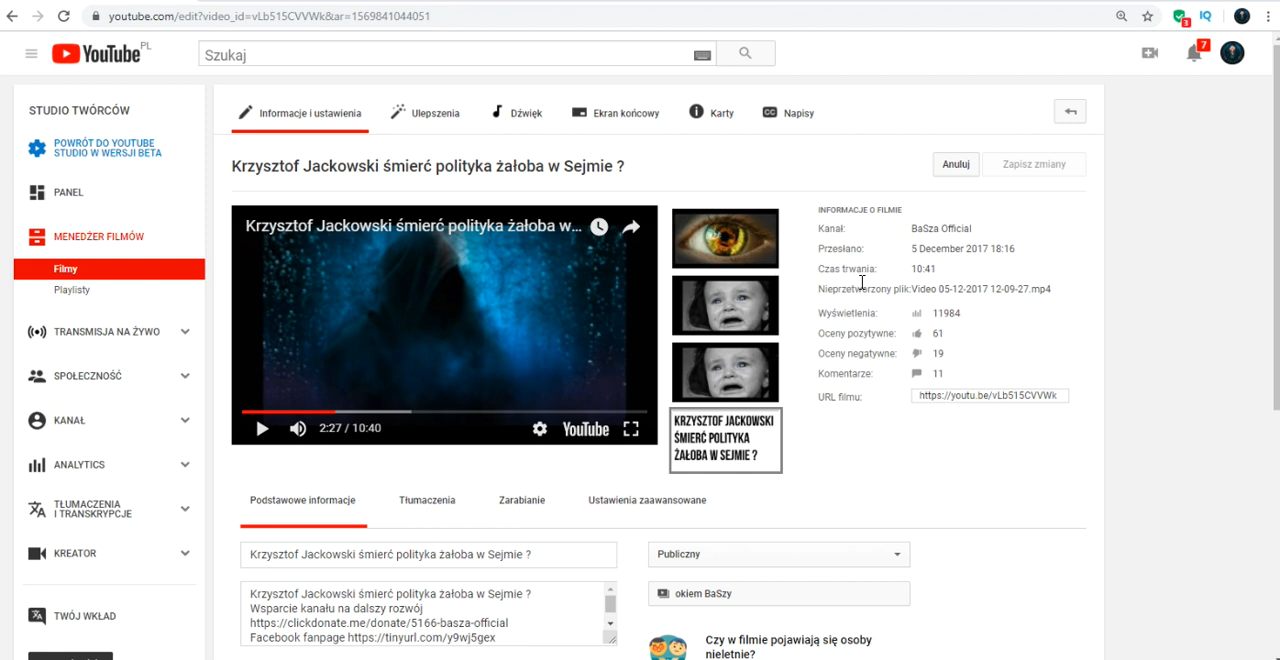 youtube.com/edit?video_id=vLb515CVVWk&ar=1569841044051
3
IQ
YouTube PL
Szukaj
7
STUDIO TWÓRCÓW
POWRÓT DO YOUTUBE
STUDIO W WERSJI BETA
PANEL
MENEDŻER FILMÓW
Filmy
Playlisty
TRANSMISJA NA ŻYWO
SPOŁECZNOŚĆ
KANAŁ
ANALYTICS
TŁUMACZENIA
I TRANSKRYPCJE
KREATOR
TWÓJ WKŁAD
Informacje i ustawienia
Ulepszenia
Dźwięk
Ekran końcowy
Karty
CC Napisy
Krzysztof Jackowski śmierć polityka żałoba w Sejmie ?
Anuluj
Zapisz zmiany
Krzysztof Jackowski śmierć polityka żałoba w...
2:27 / 10:40
YouTube
KRZYSZTOF JACKOWSKI
ŚMIERĆ POLITYKA
ŻAŁOBA W SEJMIE ?
INFORMACJE O FILMIE
Kanał: BaSza Official
Przesłano: 5 December 2017 18:16
Czas trwania: 10:41
Nieprzetworzony plik: Video 05-12-2017 12-09-27.mp4
Wyświetlenia: 11984
Oceny pozytywne: 61
Oceny negatywne: 19
Komentarze: 11
URL filmu: https://youtu.be/vLb515CVVWk
Podstawowe informacje
Tłumaczenia
Zarabianie
Ustawienia zaawansowane
Krzysztof Jackowski śmierć polityka żałoba w Sejmie ?
Publiczny
Krzysztof Jackowski śmierć polityka żałoba w Sejmie ?
Wsparcie kanału na dalszy rozwój
https://clickdonate.me/donate/5166-basza-official
Facebook fanpage https://tinyurl.com/y9wj5gex
okiem BaSzy
Czy w filmie pojawiają się osoby
nieletnie?